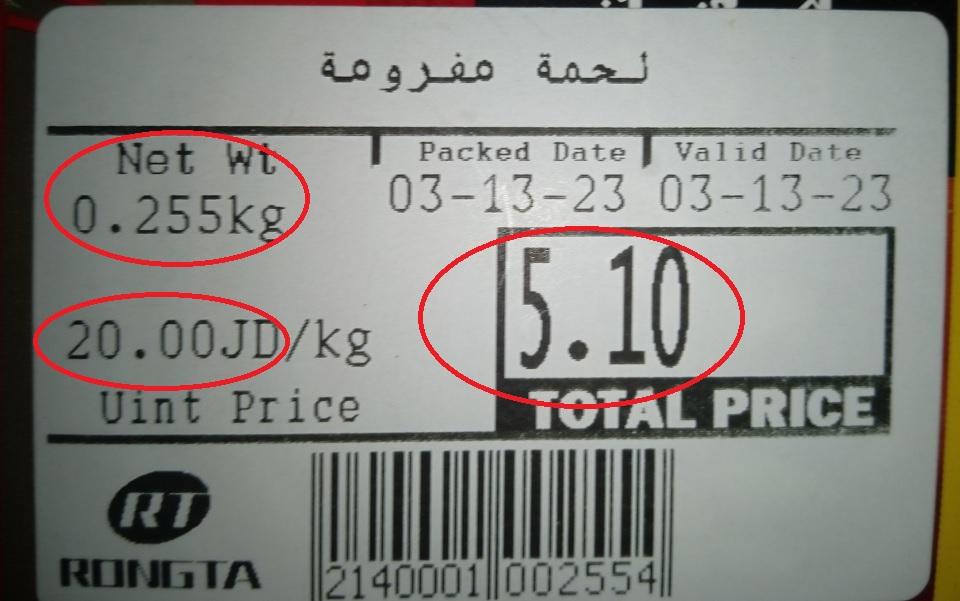 لحمة مفرومة
Net Wt Packed Date Valid Date
0.255kg 03-13-23 03-13-23
5.10
20.00JD/kg
Uint Price TOTAL PRICE
RT
RONGTA
2140001 002554